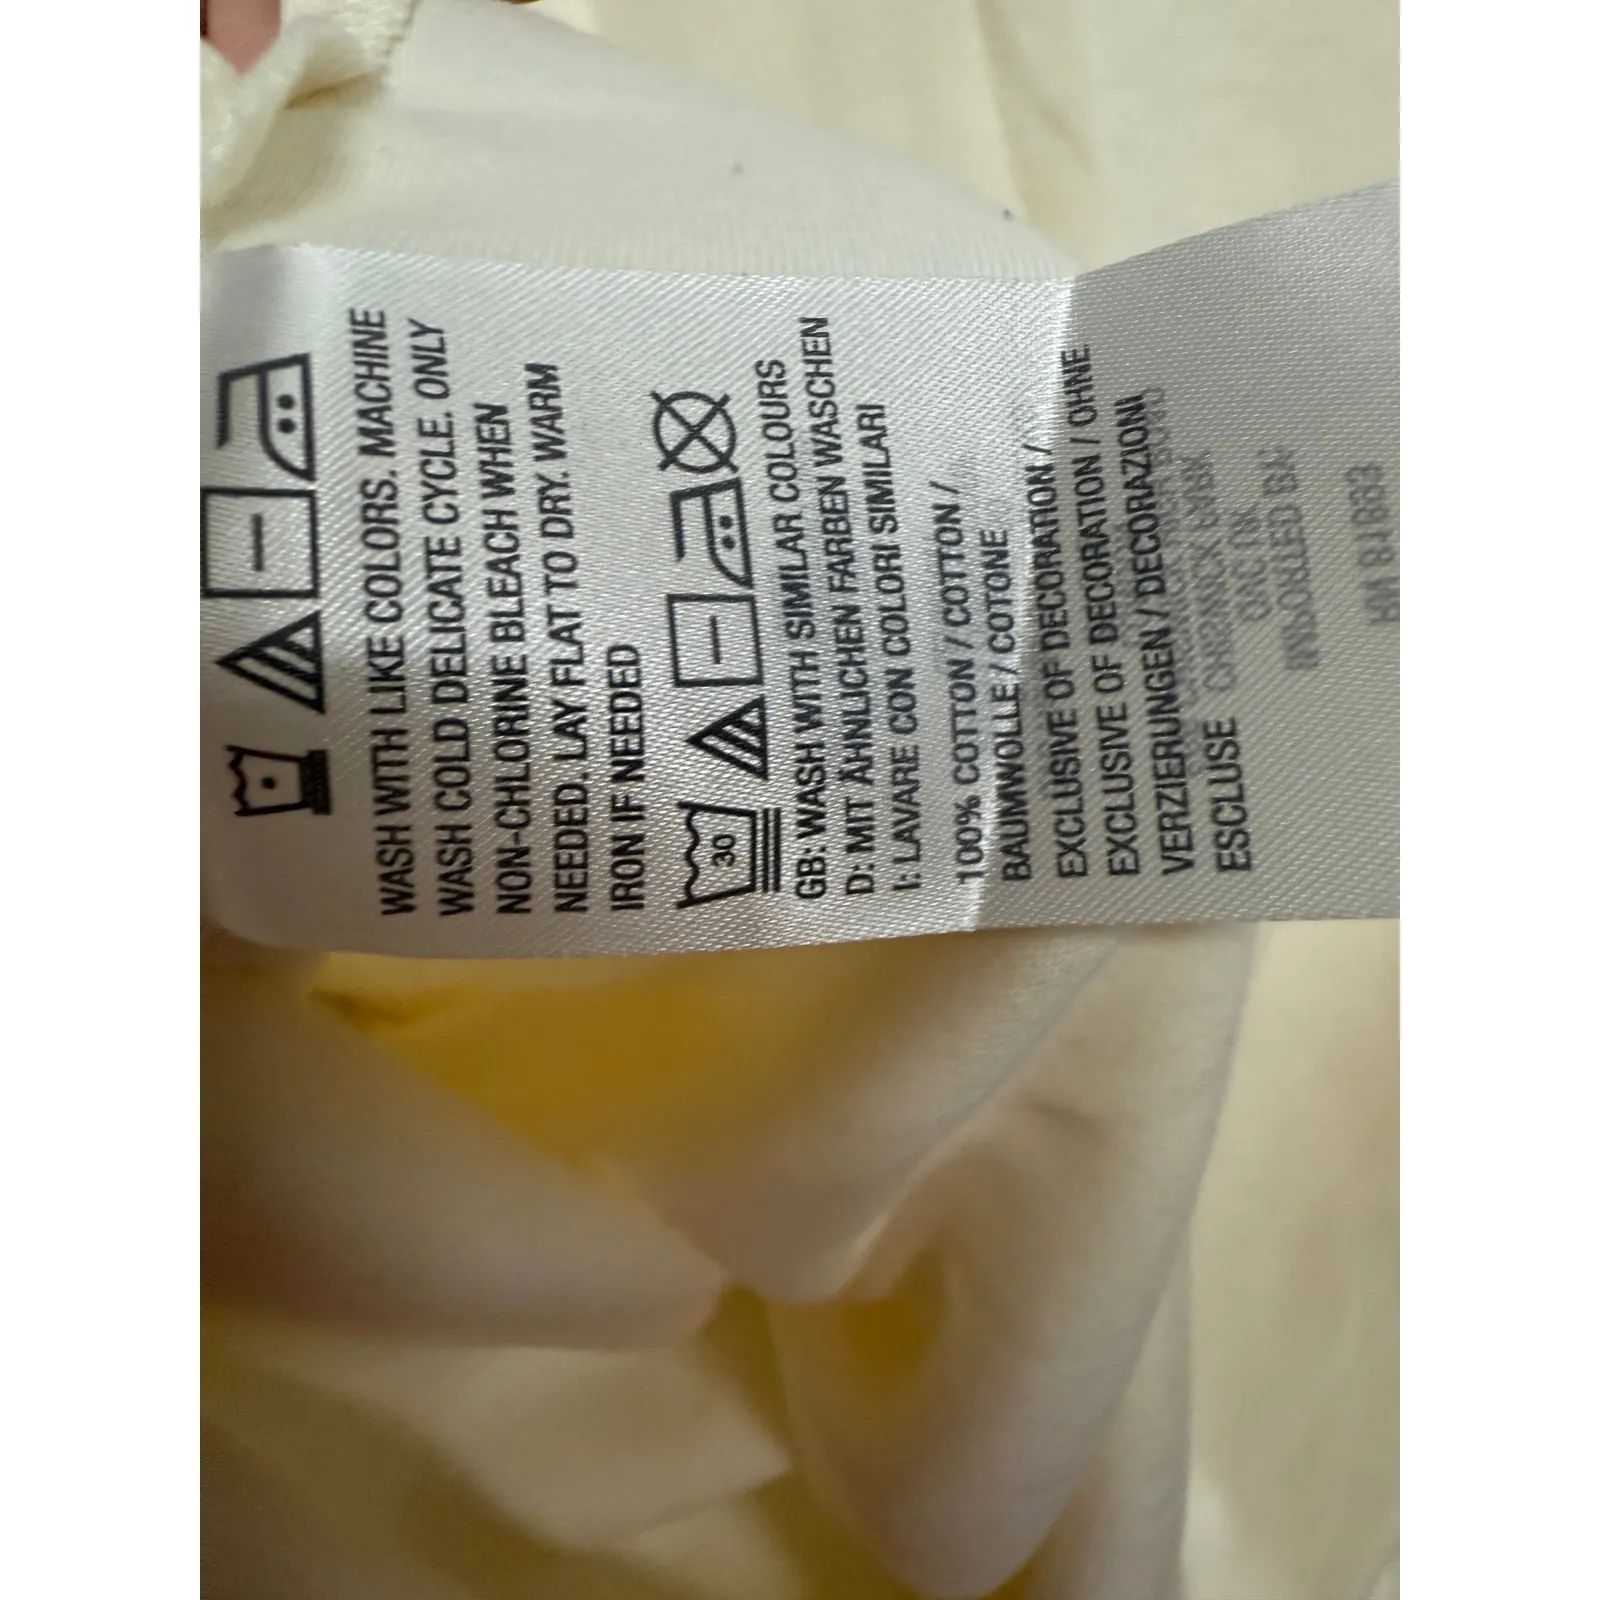 WASH WITH LIKE COLORS. MACHINE
WASH COLD DELICATE CYCLE. ONLY
NON-CHLORINE BLEACH WHEN
NEEDED. LAY FLAT TO DRY. WARM
IRON IF NEEDED
30
GB: WASH WITH SIMILAR COLOURS
D: MIT ÄHNLICHEN FARBEN WASCHEN
I: LAVARE CON COLORI SIMILARI
100% COTTON / COTTON /
BAUMWOLLE / COTONE
EXCLUSIVE OF DECORATION /
EXCLUSIVE OF DECORATION / OHNE
VERZIERUNGEN / DECORAZIONI
ESCLUSE